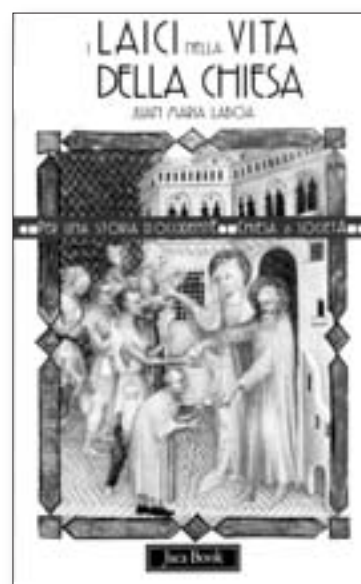 I LAICI NELLA VITA
DELLA CHIESA
JUAN MARIA LABOA
PER UNA STORIA D'OCCIDENTE CHIESA e SOCIETÀ
Jaca Book